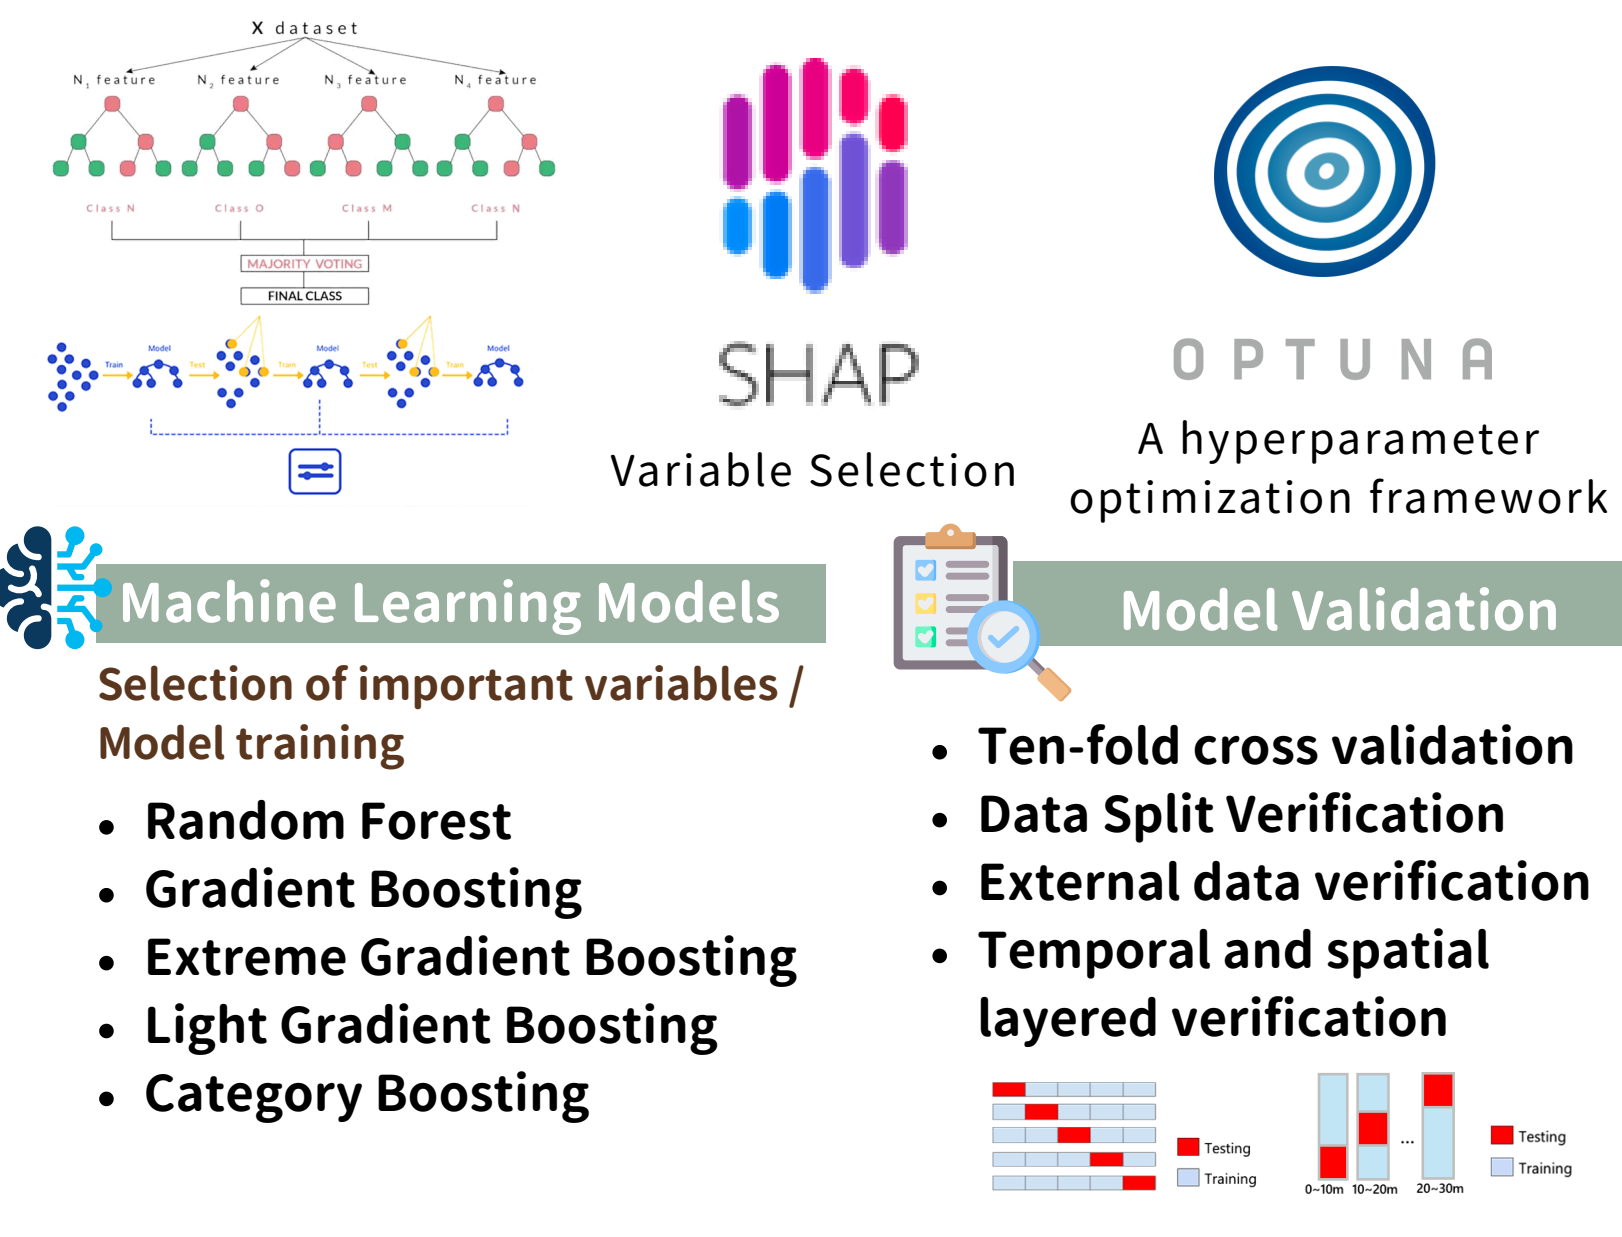 X dataset
N1 feature N2 feature N3 feature N4 feature
Class N Class O Class M Class N
MAJORITY VOTING
FINAL CLASS
Model Model Model
Train Test Train Test Train
SHAP
Variable Selection
OPTUNA
A hyperparameter
optimization framework
Machine Learning Models
Selection of important variables /
Model training
• Random Forest
• Gradient Boosting
• Extreme Gradient Boosting
• Light Gradient Boosting
• Category Boosting
Model Validation
• Ten-fold cross validation
• Data Split Verification
• External data verification
• Temporal and spatial
layered verification
Testing
Training
...
0~10m 10~20m 20~30m
Testing
Training